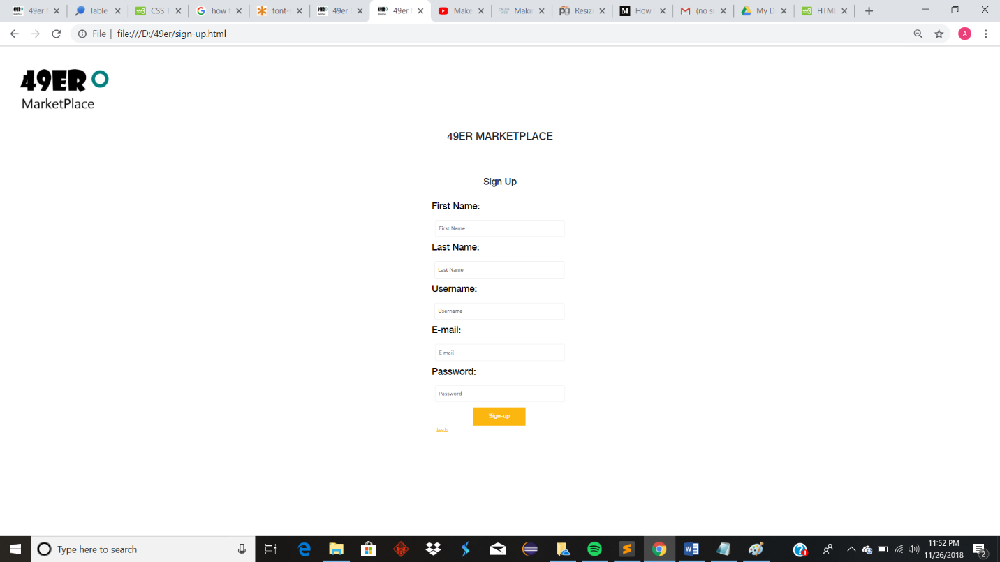 49er Table CSS T how font- 49er 49er Make Makin Resiz How (no s My D HTML
File file:///D:/49er/sign-up.html A
49ER
MarketPlace
49ER MARKETPLACE
Sign Up
First Name:
First Name
Last Name:
Last Name
Username:
Username
E-mail:
E-mail
Password:
Password
Sign-up
Log In
Type here to search
11:52 PM
11/26/2018
2